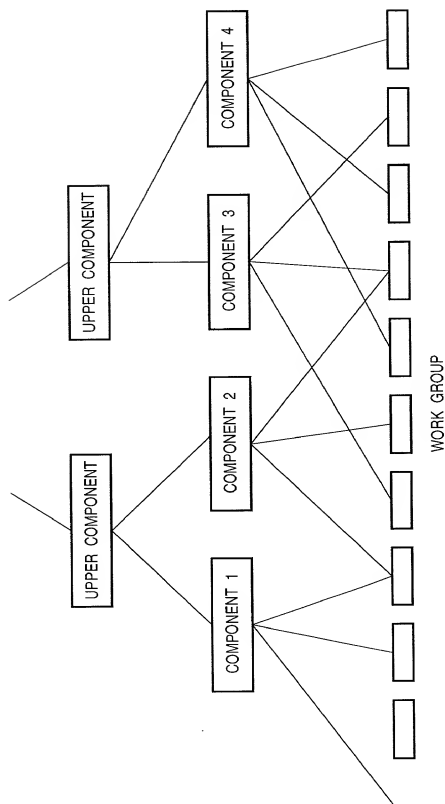 UPPER COMPONENT
UPPER COMPONENT
COMPONENT 1
COMPONENT 2
COMPONENT 3
COMPONENT 4
WORK GROUP